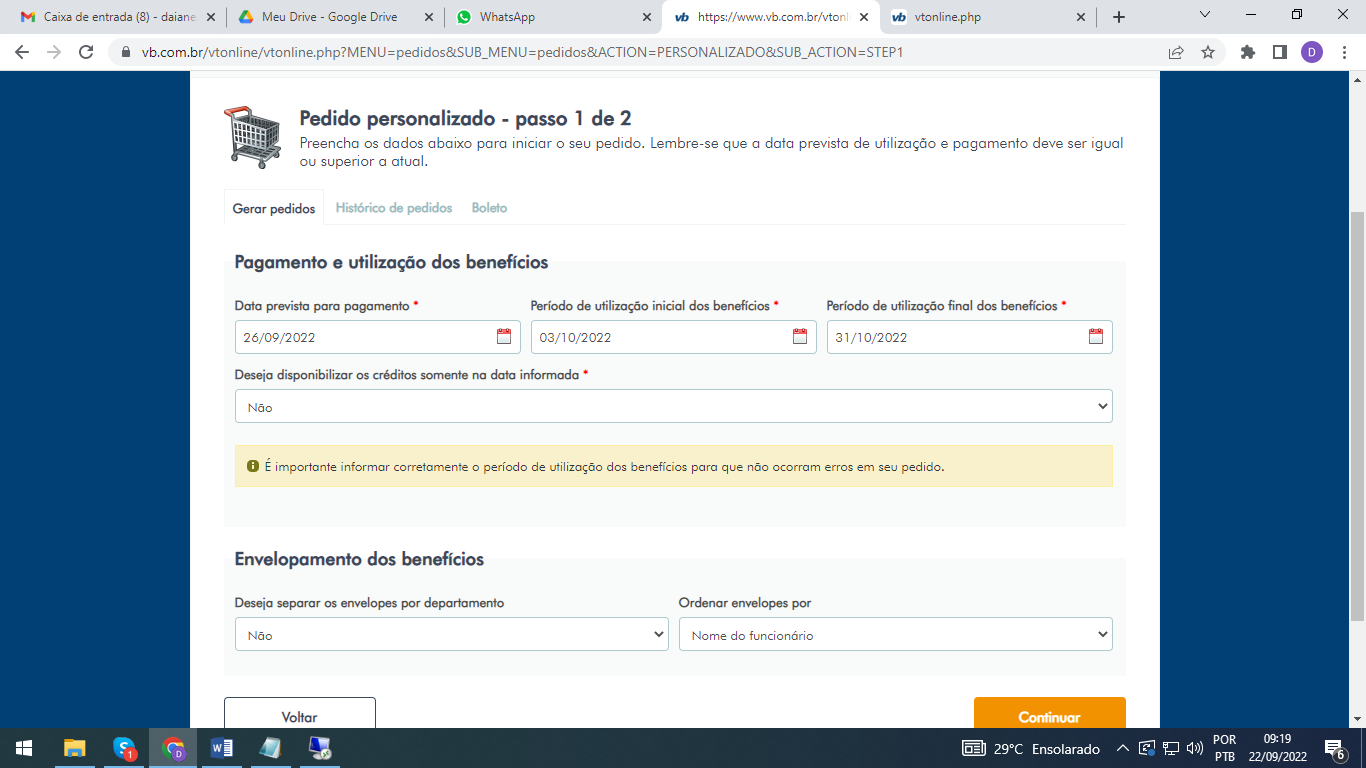 Caixa de entrada (8) - daiane
Meu Drive - Google Drive
WhatsApp
vb
https://www.vb.com.br/vtonl
vb
vtonline.php
vb.com.br/vtonline/vtonline.php?MENU=pedidos&SUB_MENU=pedidos&ACTION=PERSONALIZADO&SUB_ACTION=STEP1
D
Pedido personalizado - passo 1 de 2
Preencha os dados abaixo para iniciar o seu pedido. Lembre-se que a data prevista de utilização e pagamento deve ser igual
ou superior a atual.
Gerar pedidos
Histórico de pedidos
Boleto
Pagamento e utilização dos benefícios
Data prevista para pagamento *
Período de utilização inicial dos benefícios *
Período de utilização final dos benefícios *
26/09/2022
03/10/2022
31/10/2022
Deseja disponibilizar os créditos somente na data informada *
Não
É importante informar corretamente o período de utilização dos benefícios para que não ocorram erros em seu pedido.
Envelopamento dos benefícios
Deseja separar os envelopes por departamento
Ordenar envelopes por
Não
Nome do funcionário
Voltar
Continuar
S
1
D
W
29°C Ensolarado
POR
PTB
09:19
22/09/2022
6